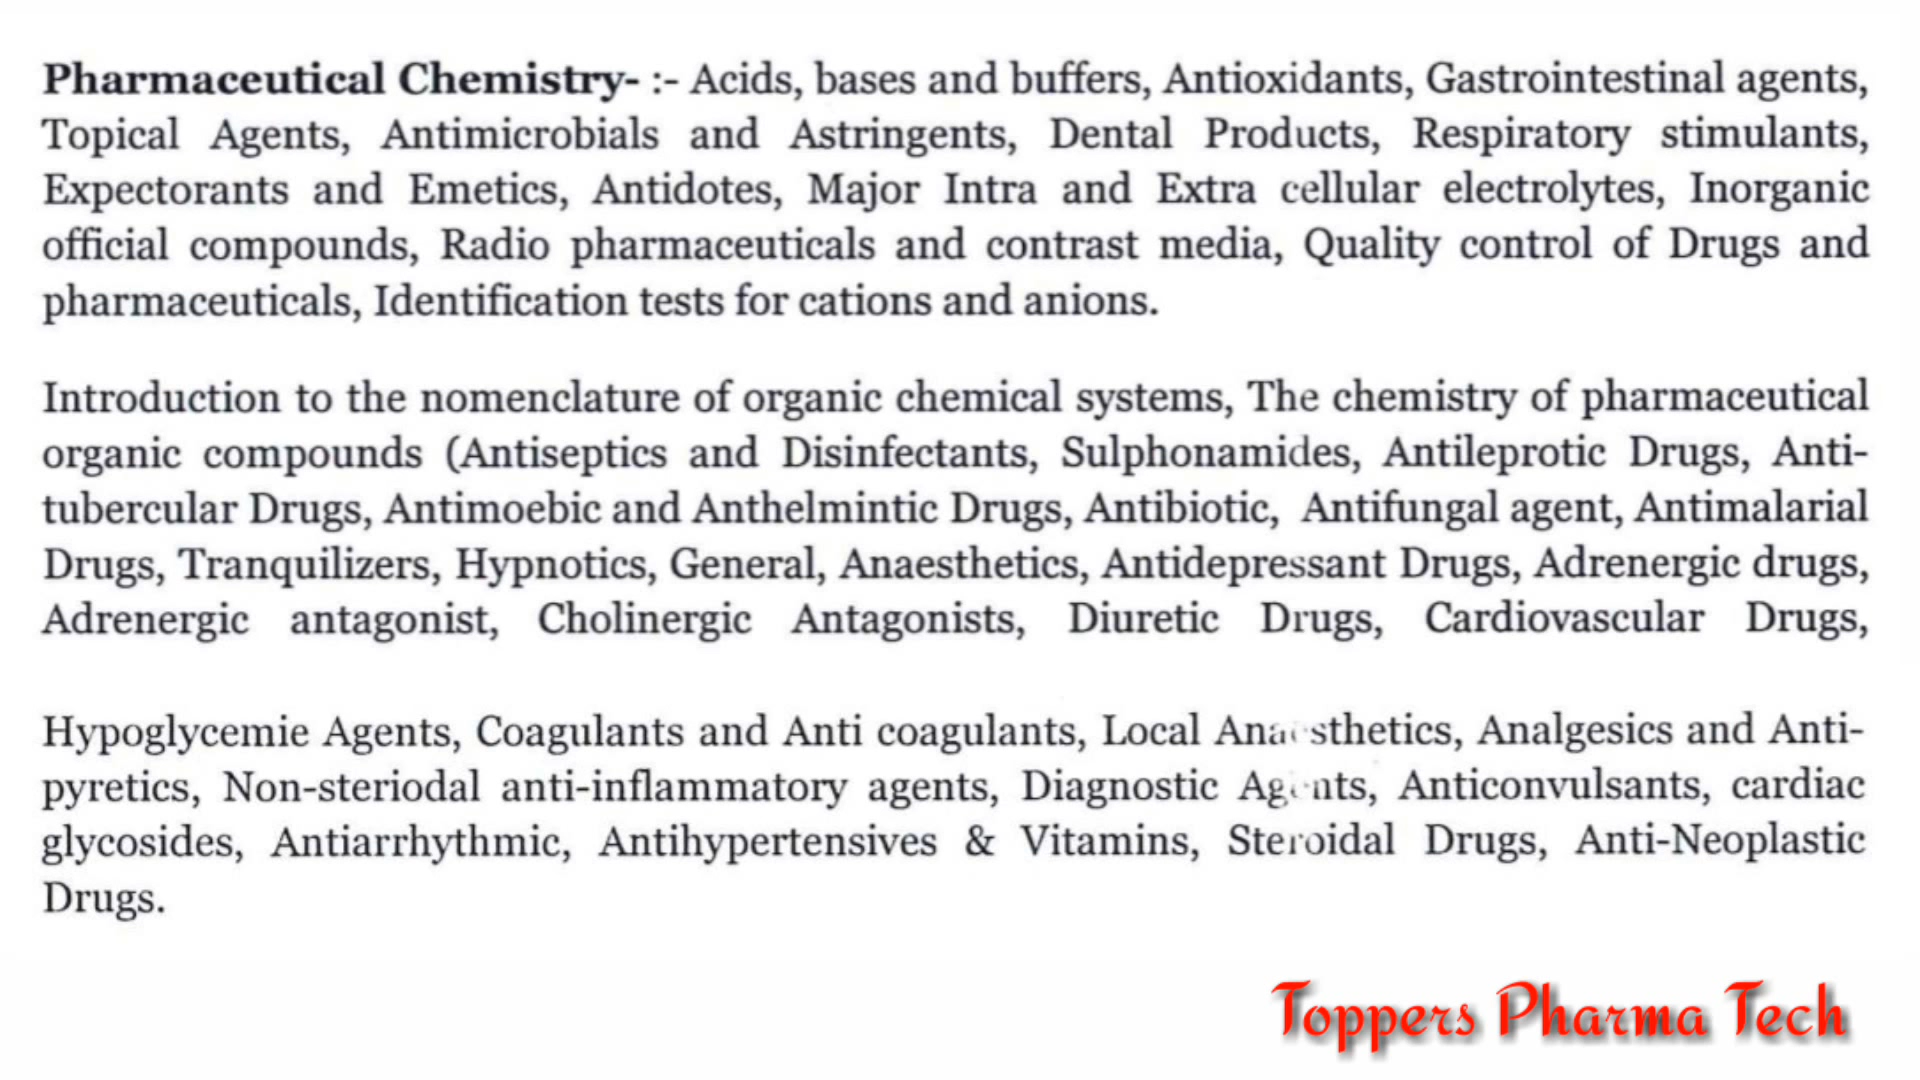 Pharmaceutical Chemistry- :- Acids, bases and buffers, Antioxidants, Gastrointestinal agents,
Topical Agents, Antimicrobials and Astringents, Dental Products, Respiratory stimulants,
Expectorants and Emetics, Antidotes, Major Intra and Extra cellular electrolytes, Inorganic
official compounds, Radio pharmaceuticals and contrast media, Quality control of Drugs and
pharmaceuticals, Identification tests for cations and anions.
Introduction to the nomenclature of organic chemical systems, The chemistry of pharmaceutical
organic compounds (Antiseptics and Disinfectants, Sulphonamides, Antileprotic Drugs, Anti-
tubercular Drugs, Antimoebic and Anthelmintic Drugs, Antibiotic, Antifungal agent, Antimalarial
Drugs, Tranquilizers, Hypnotics, General, Anaesthetics, Antidepressant Drugs, Adrenergic drugs,
Adrenergic antagonist, Cholinergic Antagonists, Diuretic Drugs, Cardiovascular Drugs,
Hypoglycemie Agents, Coagulants and Anti coagulants, Local Anaesthetics, Analgesics and Anti-
pyretics, Non-steriodal anti-inflammatory agents, Diagnostic Agents, Anticonvulsants, cardiac
glycosides, Antiarrhythmic, Antihypertensives & Vitamins, Steroidal Drugs, Anti-Neoplastic
Drugs.
Toppers Pharma Tech